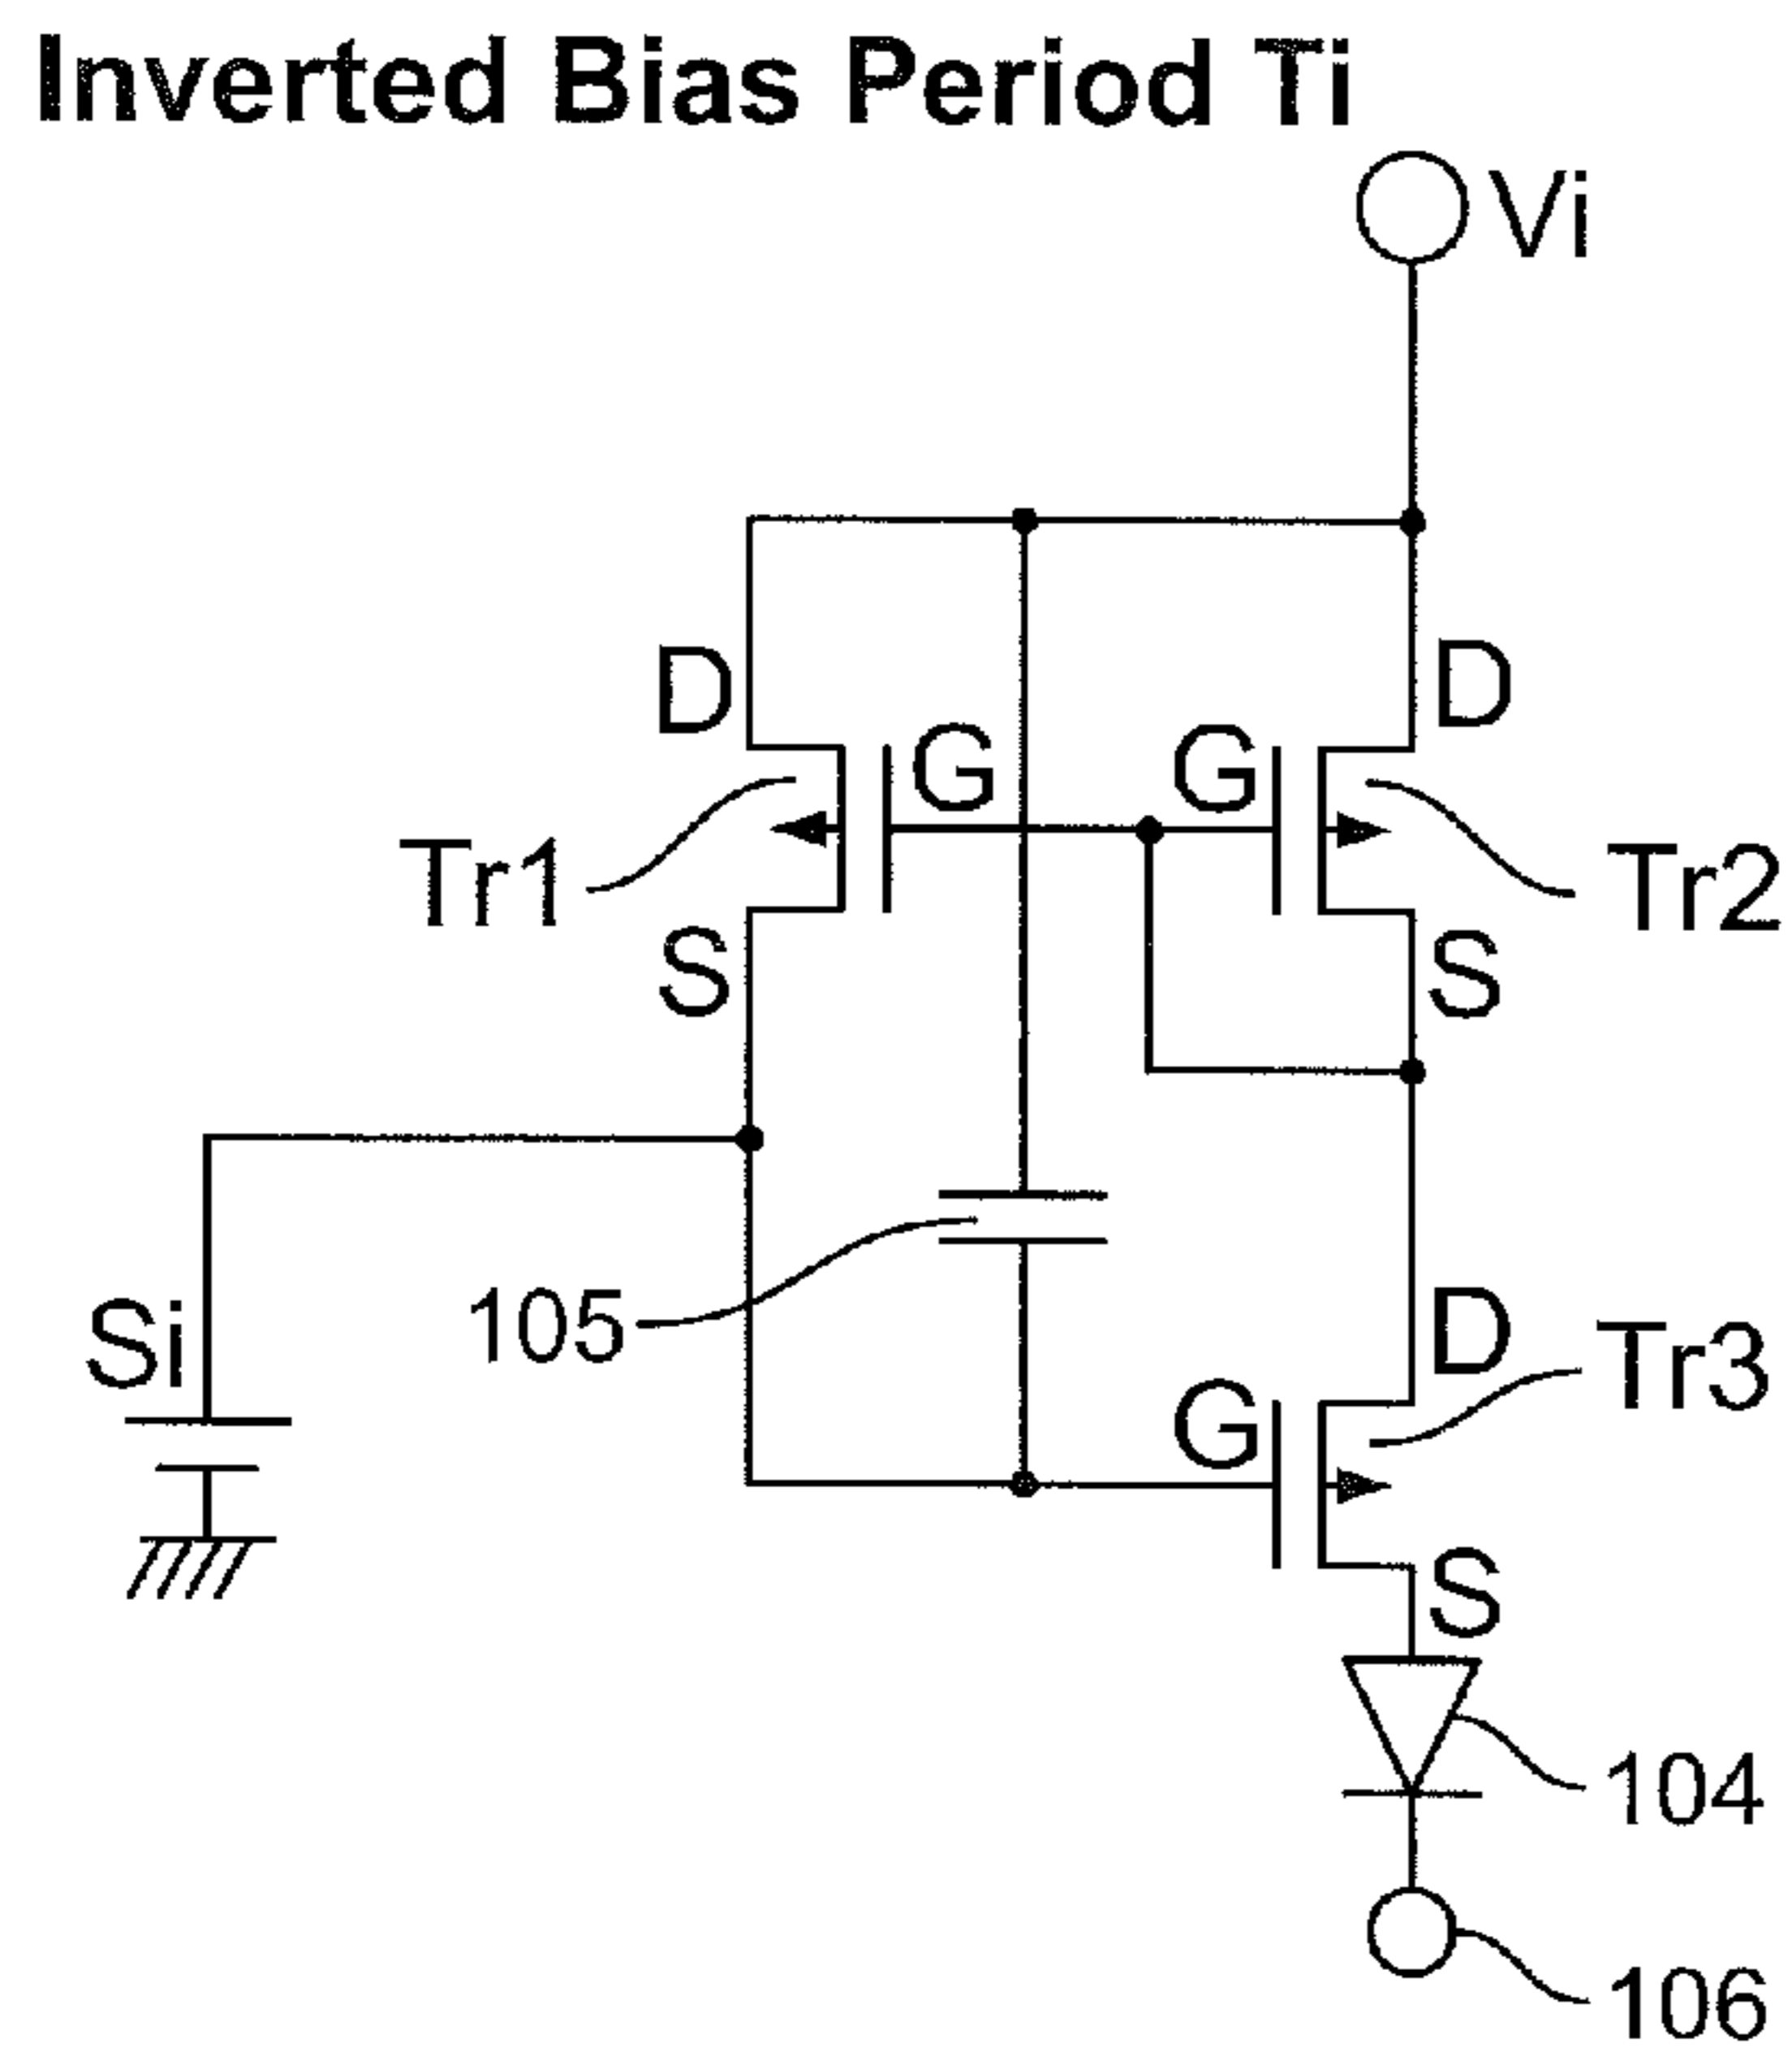 Inverted Bias Period Ti
Vi
D
D
G
G
Tr1
Tr2
S
S
105
Si
D
Tr3
G
S
104
106